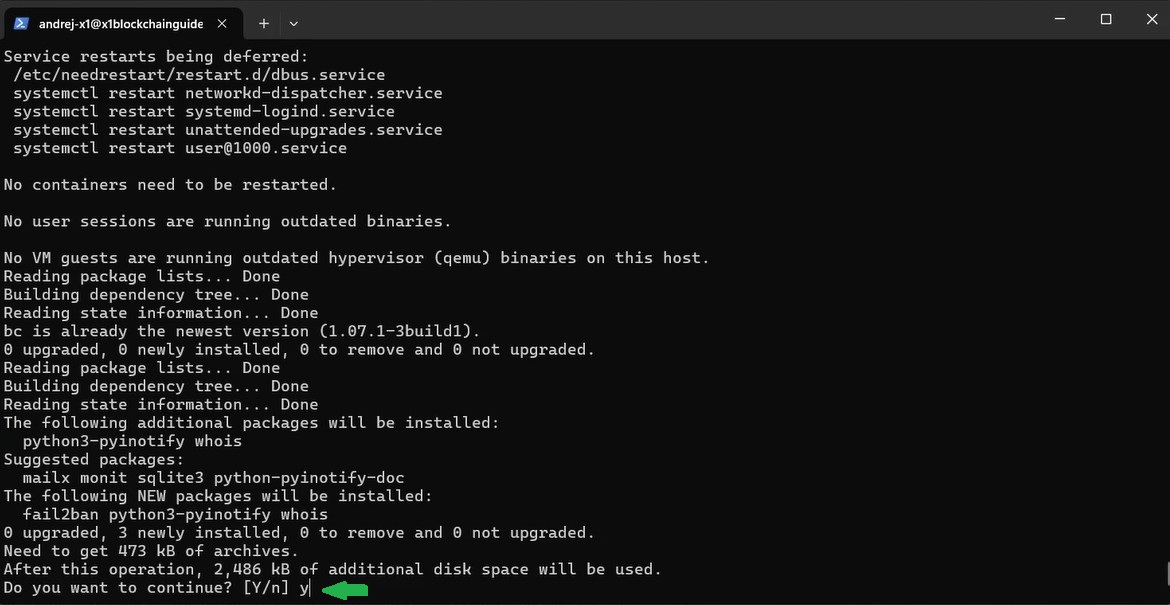 andrej-x1@x1blockchainguide
Service restarts being deferred:
/etc/needrestart/restart.d/dbus.service
systemctl restart networkd-dispatcher.service
systemctl restart systemd-logind.service
systemctl restart unattended-upgrades.service
systemctl restart user@1000.service
No containers need to be restarted.
No user sessions are running outdated binaries.
No VM guests are running outdated hypervisor (qemu) binaries on this host.
Reading package lists... Done
Building dependency tree... Done
Reading state information... Done
bc is already the newest version (1.07.1-3build1).
0 upgraded, 0 newly installed, 0 to remove and 0 not upgraded.
Reading package lists... Done
Building dependency tree... Done
Reading state information... Done
The following additional packages will be installed:
python3-pyinotify whois
Suggested packages:
mailx monit sqlite3 python-pyinotify-doc
The following NEW packages will be installed:
fail2ban python3-pyinotify whois
0 upgraded, 3 newly installed, 0 to remove and 0 not upgraded.
Need to get 473 kB of archives.
After this operation, 2,486 kB of additional disk space will be used.
Do you want to continue? [Y/n] y